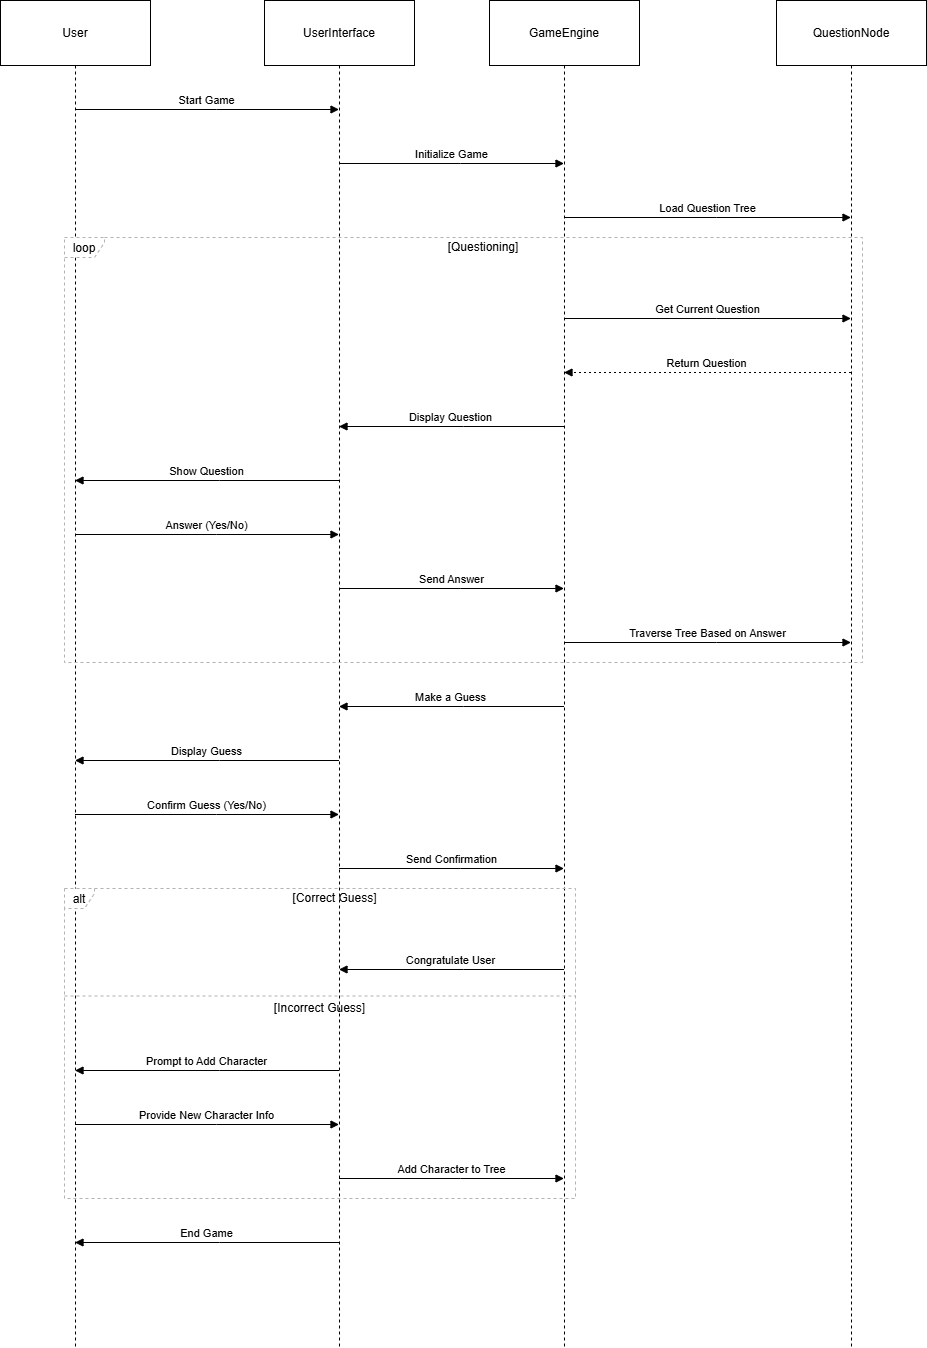 User
UserInterface
GameEngine
QuestionNode
Start Game
Initialize Game
Load Question Tree
loop
[Questioning]
Get Current Question
Return Question
Display Question
Show Question
Answer (Yes/No)
Send Answer
Traverse Tree Based on Answer
Make a Guess
Display Guess
Confirm Guess (Yes/No)
Send Confirmation
alt
[Correct Guess]
Congratulate User
[Incorrect Guess]
Prompt to Add Character
Provide New Character Info
Add Character to Tree
End Game